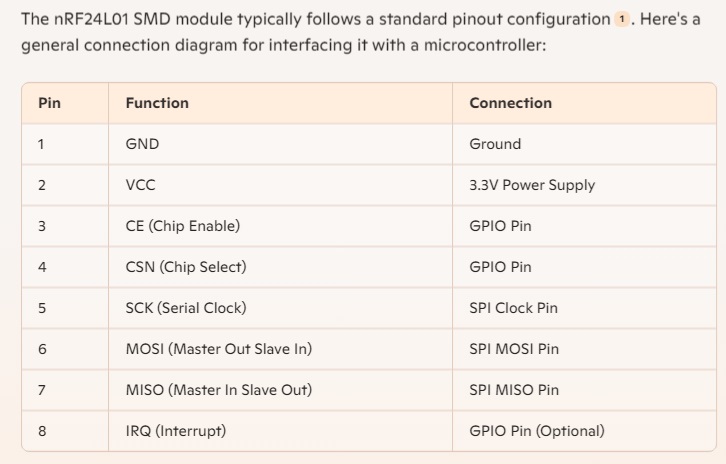 The nRF24L01 SMD module typically follows a standard pinout configuration 1 . Here's a
general connection diagram for interfacing it with a microcontroller:
Pin Function Connection
1 GND Ground
2 VCC 3.3V Power Supply
3 CE (Chip Enable) GPIO Pin
4 CSN (Chip Select) GPIO Pin
5 SCK (Serial Clock) SPI Clock Pin
6 MOSI (Master Out Slave In) SPI MOSI Pin
7 MISO (Master In Slave Out) SPI MISO Pin
8 IRQ (Interrupt) GPIO Pin (Optional)